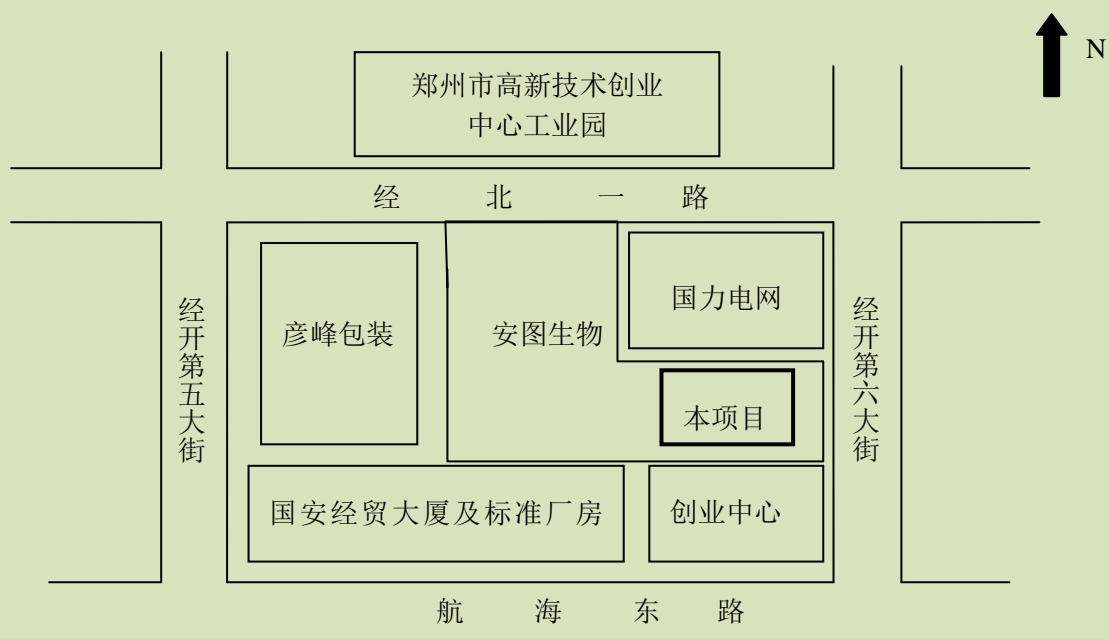 N
郑州市高新技术创业
中心工业园
经北一路
国力电网
经开第五大街
彦峰包装
安图生物
经开第六大街
本项目
国安经贸大厦及标准厂房
创业中心
航海东路